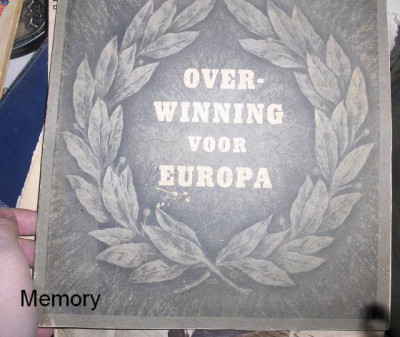 OVER-
WINNING
VOOR
EUROPA
Memory